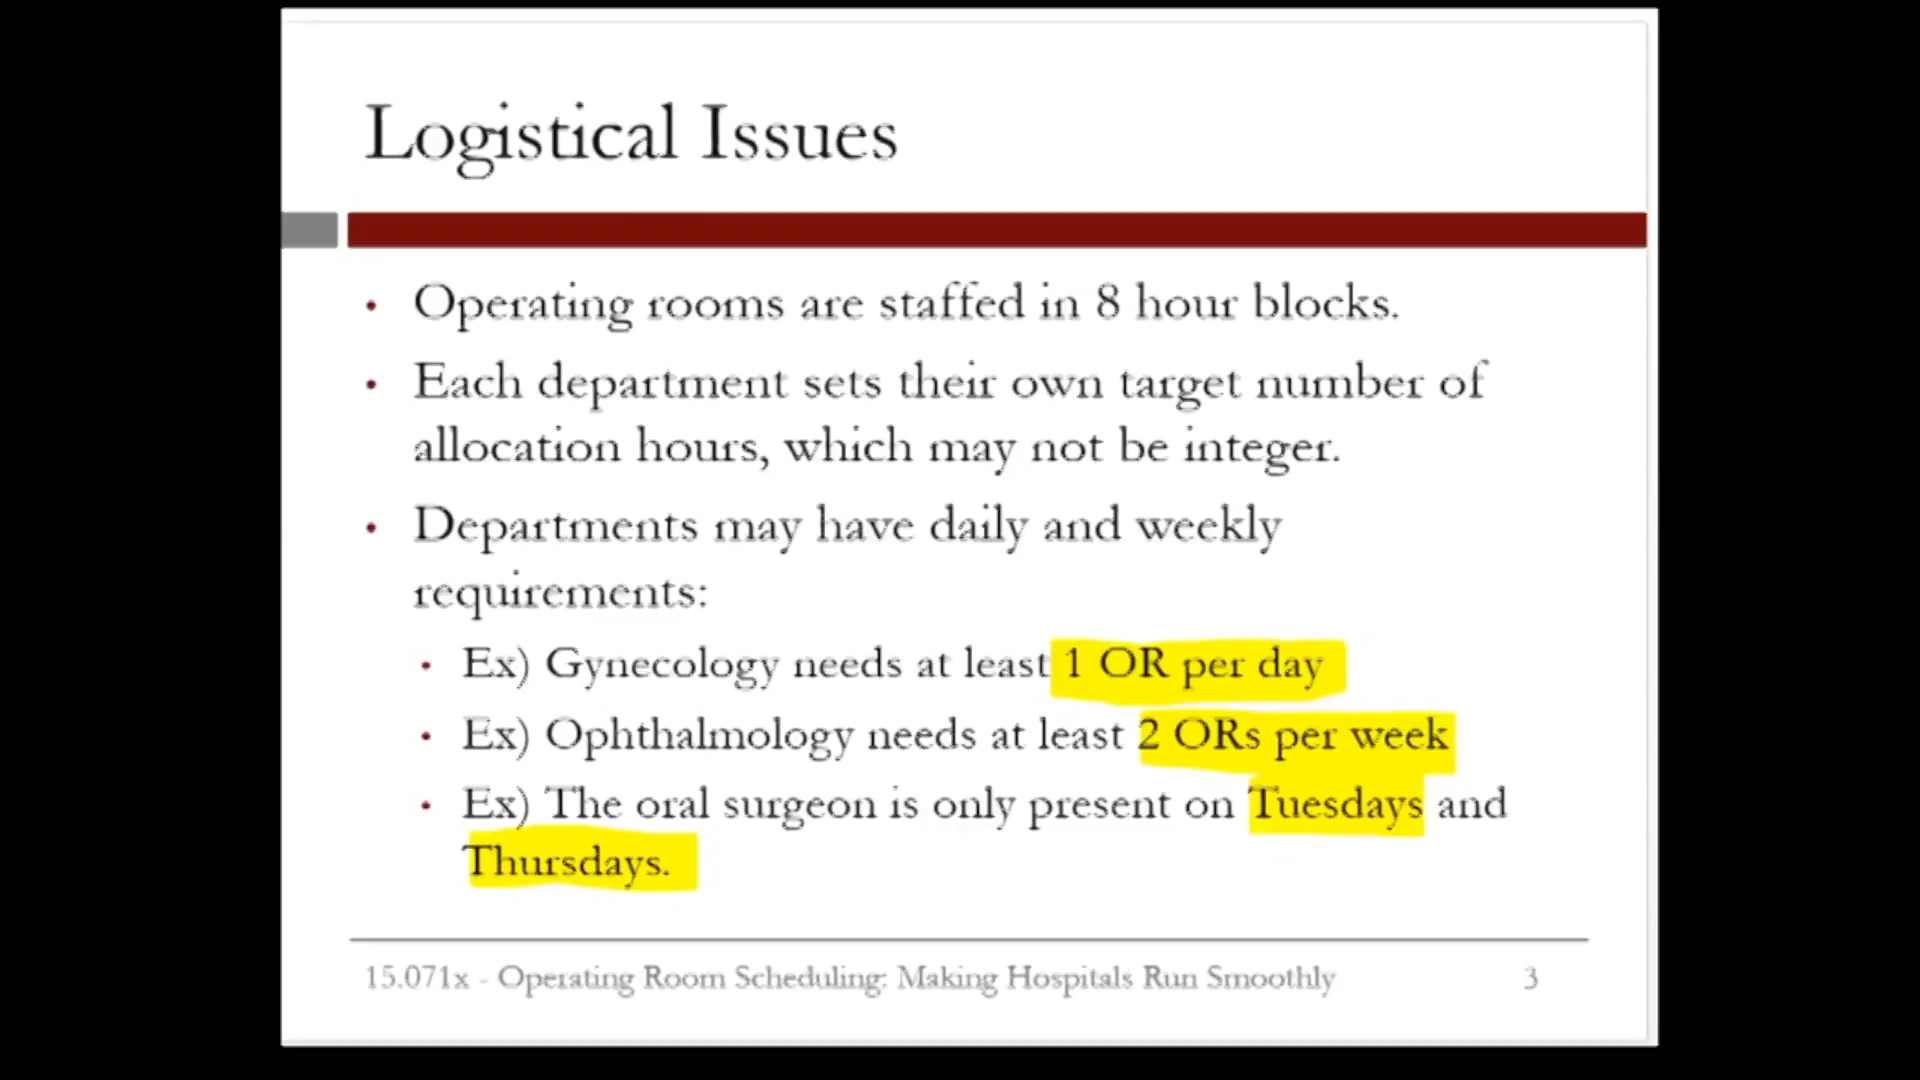 Logistical Issues
• Operating rooms are staffed in 8 hour blocks.
• Each department sets their own target number of
allocation hours, which may not be integer.
• Departments may have daily and weekly
requirements:
• Ex) Gynecology needs at least 1 OR per day
• Ex) Ophthalmology needs at least 2 ORs per week
• Ex) The oral surgeon is only present on Tuesdays and
Thursdays.
15.071x - Operating Room Scheduling: Making Hospitals Run Smoothly 3